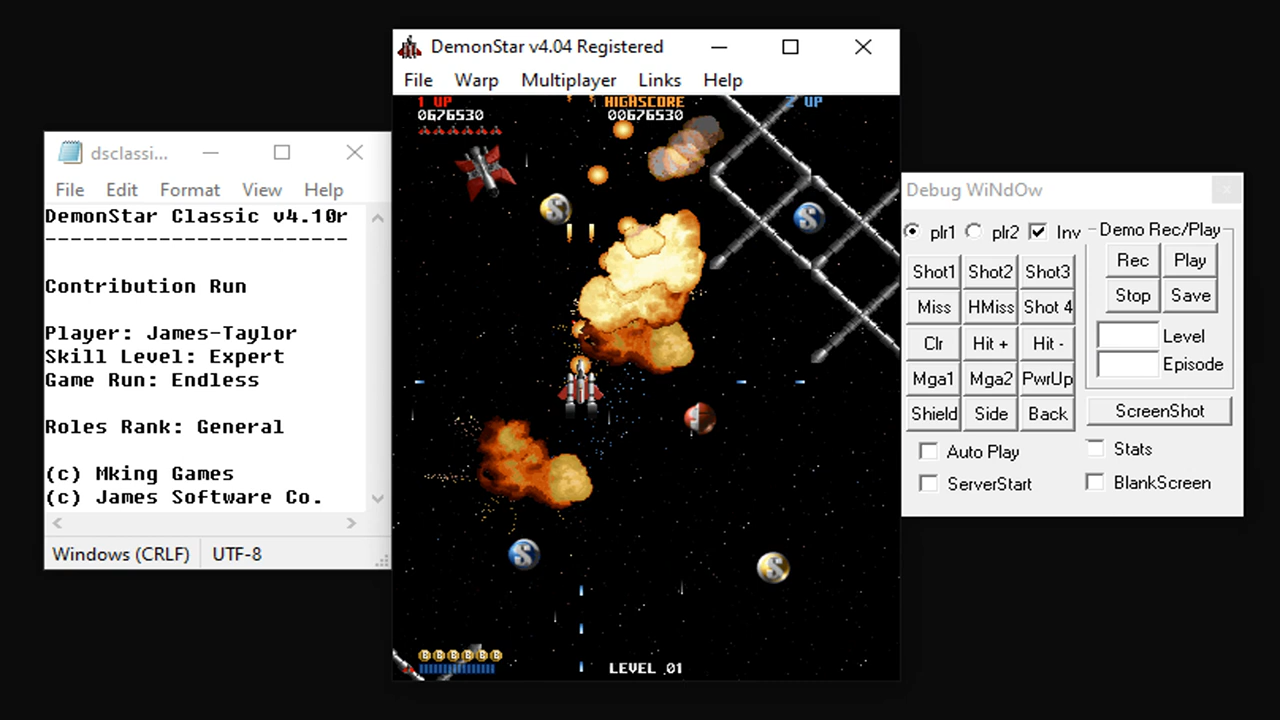 dsclassi...
File Edit Format View Help
DemonStar Classic v4.10r
-------------------------
Contribution Run
Player: James-Taylor
Skill Level: Expert
Game Run: Endless
Roles Rank: General
(c) Mking Games
(c) James Software Co.
Windows (CRLF) UTF-8
DemonStar v4.04 Registered
File Warp Multiplayer Links Help
1 UP HIGHSCORE 2 UP
0676530 00676530
S S
S S
B B B B B B
LEVEL 01
Debug WiNdOw
plr1 plr2 Inv
Shot1 Shot2 Shot3
Miss HMiss Shot 4
Clr Hit + Hit -
Mga1 Mga2 PwrUp
Shield Side Back
Auto Play
ServerStart
Demo Rec/Play
Rec Play
Stop Save
Level
Episode
ScreenShot
Stats
BlankScreen